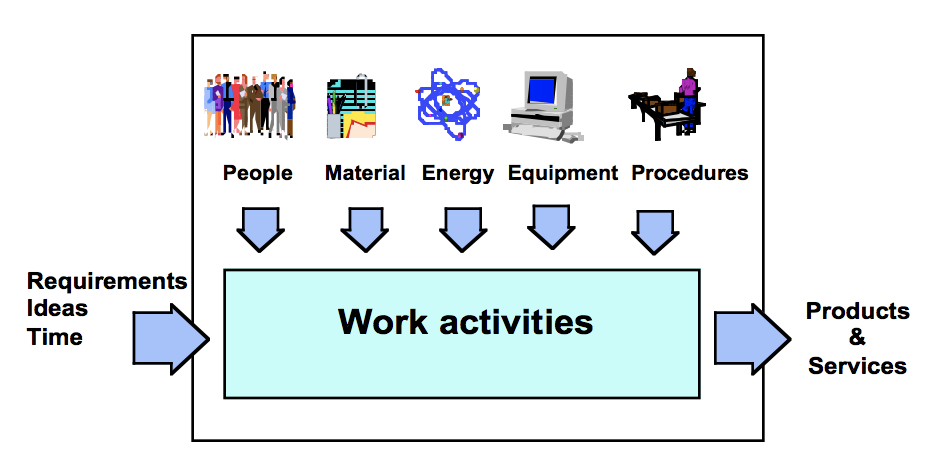 People Material Energy Equipment Procedures
Requirements
Ideas
Time
Work activities
Products
&
Services